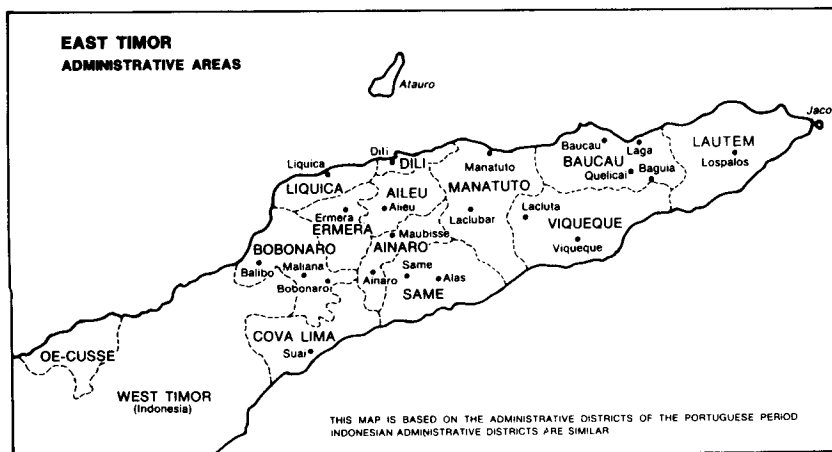 EAST TIMOR
ADMINISTRATIVE AREAS
Atauro
Jaco
Dili
DILI
Liquica
LIQUICA
Manatuto
MANATUTO
Baucau
BAUCAU
Laga
Quelicai
Baguia
LAUTEM
Lospalos
AILEU
Alieu
Ermera
ERMERA
Laclubar
Lacluta
VIQUEQUE
Viqueque
Maubisse
AINARO
BOBONARO
Balibo
Maliana
Bobonaro
Ainaro
Same
Alas
SAME
COVA LIMA
Suai
OE-CUSSE
WEST TIMOR
(Indonesia)
THIS MAP IS BASED ON THE ADMINISTRATIVE DISTRICTS OF THE PORTUGUESE PERIOD
INDONESIAN ADMINISTRATIVE DISTRICTS ARE SIMILAR